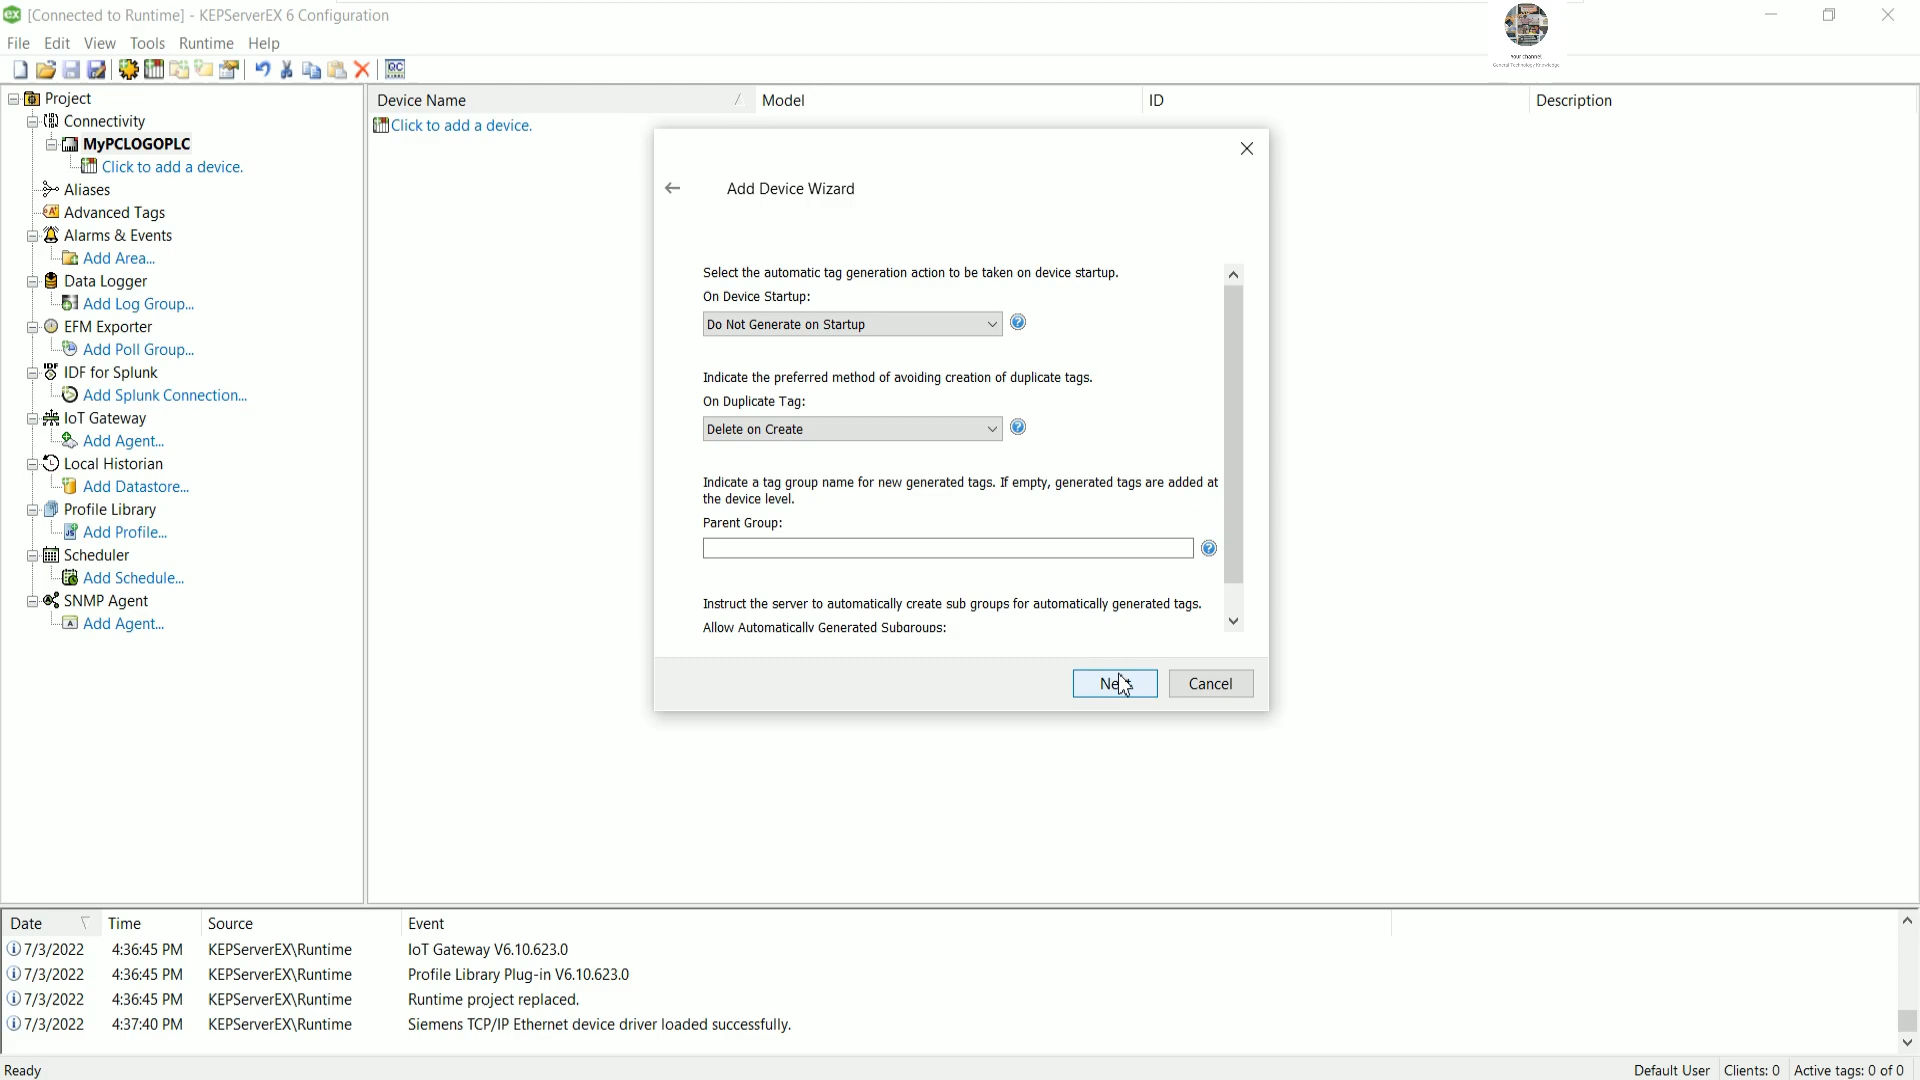 [Connected to Runtime] - KEPServerEX 6 Configuration
File Edit View Tools Runtime Help
Your channel
General Technology Knowledge
Project
Connectivity
MyPCLOGOPLC
Click to add a device.
Aliases
Advanced Tags
Alarms & Events
Add Area...
Data Logger
Add Log Group...
EFM Exporter
Add Poll Group...
IDF for Splunk
Add Splunk Connection...
IoT Gateway
Add Agent...
Local Historian
Add Datastore...
Profile Library
Add Profile...
Scheduler
Add Schedule...
SNMP Agent
Add Agent...
Device Name Model ID Description
Click to add a device.
Add Device Wizard
Select the automatic tag generation action to be taken on device startup.
On Device Startup:
Do Not Generate on Startup
Indicate the preferred method of avoiding creation of duplicate tags.
On Duplicate Tag:
Delete on Create
Indicate a tag group name for new generated tags. If empty, generated tags are added at
the device level.
Parent Group:
Instruct the server to automatically create sub groups for automatically generated tags.
Allow Automatically Generated Subgroups:
Next Cancel
Date Time Source Event
7/3/2022 4:36:45 PM KEPServerEX\Runtime IoT Gateway V6.10.623.0
7/3/2022 4:36:45 PM KEPServerEX\Runtime Profile Library Plug-in V6.10.623.0
7/3/2022 4:36:45 PM KEPServerEX\Runtime Runtime project replaced.
7/3/2022 4:37:40 PM KEPServerEX\Runtime Siemens TCP/IP Ethernet device driver loaded successfully.
Ready Default User Clients: 0 Active tags: 0 of 0